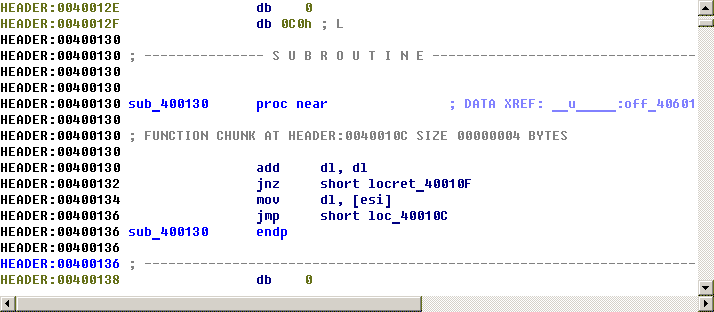 HEADER:0040012E db 0
HEADER:0040012F db 0C0h ; L
HEADER:00400130
HEADER:00400130 ; --------------- S U B R O U T I N E ---------------------------------
HEADER:00400130
HEADER:00400130
HEADER:00400130 sub_400130 proc near ; DATA XREF: __u_____:off_40601
HEADER:00400130
HEADER:00400130 ; FUNCTION CHUNK AT HEADER:0040010C SIZE 00000004 BYTES
HEADER:00400130
HEADER:00400130 add dl, dl
HEADER:00400132 jnz short locret_40010F
HEADER:00400134 mov dl, [esi]
HEADER:00400136 jmp short loc_40010C
HEADER:00400136 sub_400130 endp
HEADER:00400136
HEADER:00400136 ; ---------------------------------------------------------------------
HEADER:00400138 db 0